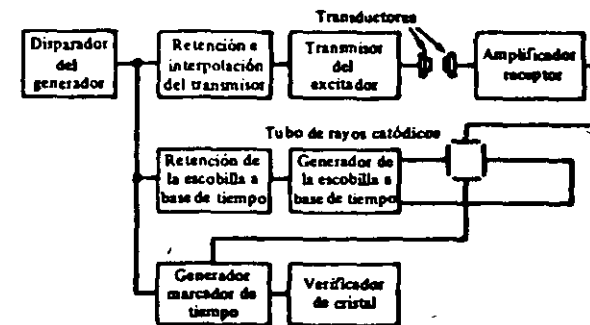 Transductores
Disparador
del
generador
Retención e
interpolación
del transmisor
Transmisor
del
excitador
Amplificador
receptor
Tubo de rayos catódicos
Retención de
la escobilla a
base de tiempo
Generador de
la escobilla a
base de tiempo
Generador
marcador de
tiempo
Verificador
de cristal